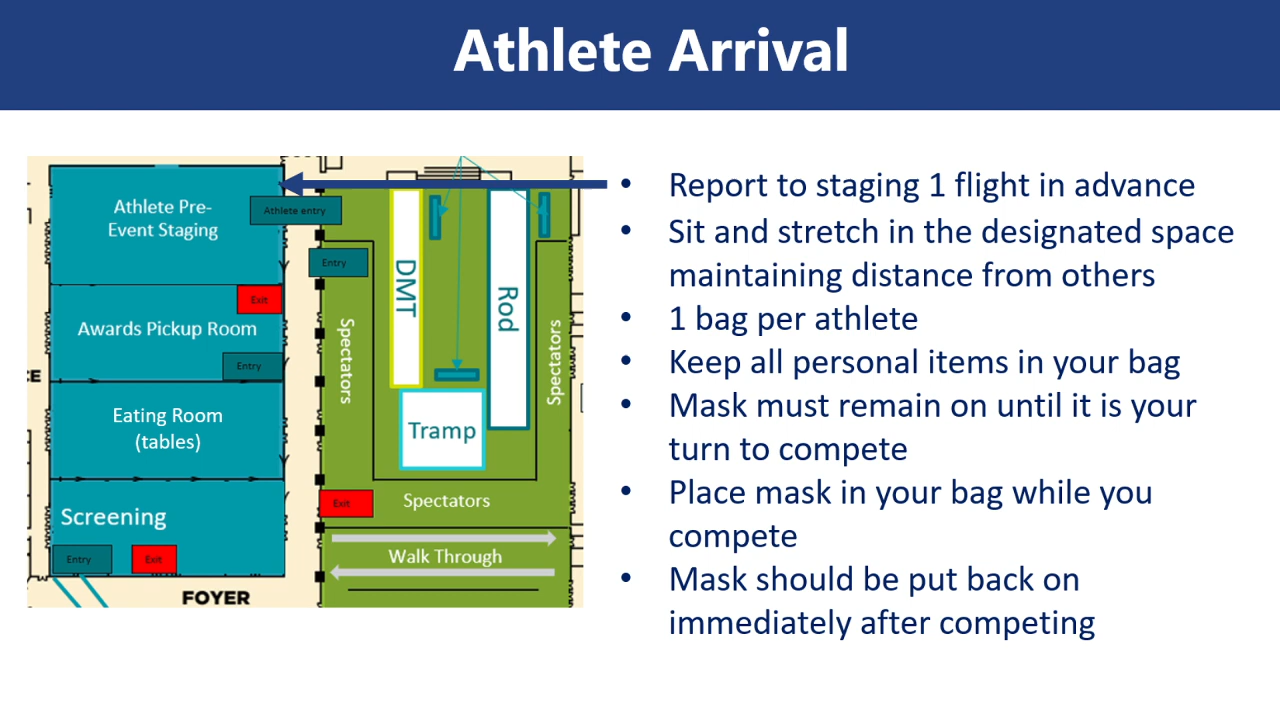 Athlete Arrival
Athlete Pre-
Event Staging
Athlete entry
Entry
Exit
Awards Pickup Room
Entry
Eating Room
(tables)
Screening
Entry
Exit
FOYER
CE
DMT
Rod
Tramp
Spectators
Spectators
Exit
Spectators
Walk Through
• Report to staging 1 flight in advance
• Sit and stretch in the designated space
maintaining distance from others
• 1 bag per athlete
• Keep all personal items in your bag
• Mask must remain on until it is your
turn to compete
• Place mask in your bag while you
compete
• Mask should be put back on
immediately after competing